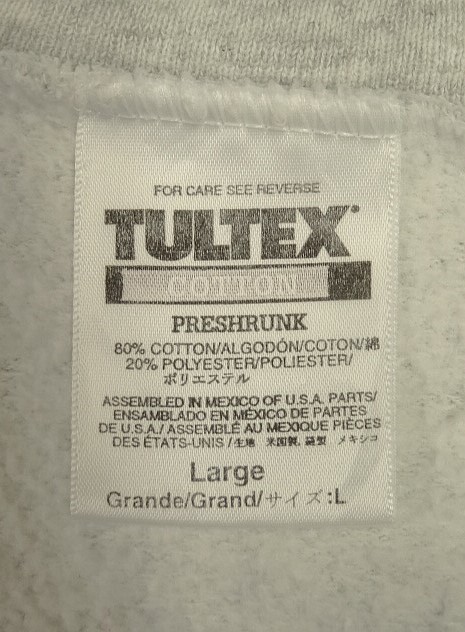 FOR CARE SEE REVERSE
TULTEX®
COTTON
PRESHRUNK
80% COTTON/ALGODÓN/COTON/綿
20% POLYESTER/POLIESTER/
ポリエステル
ASSEMBLED IN MEXICO OF U.S.A. PARTS/
ENSAMBLADO EN MÉXICO DE PARTES
DE U.S.A./ ASSEMBLÉ AU MEXIQUE PIÈCES
DES ÉTATS-UNIS /生地 米国製, 縫製 メキシコ
Large
Grande/Grand/サイズ:L